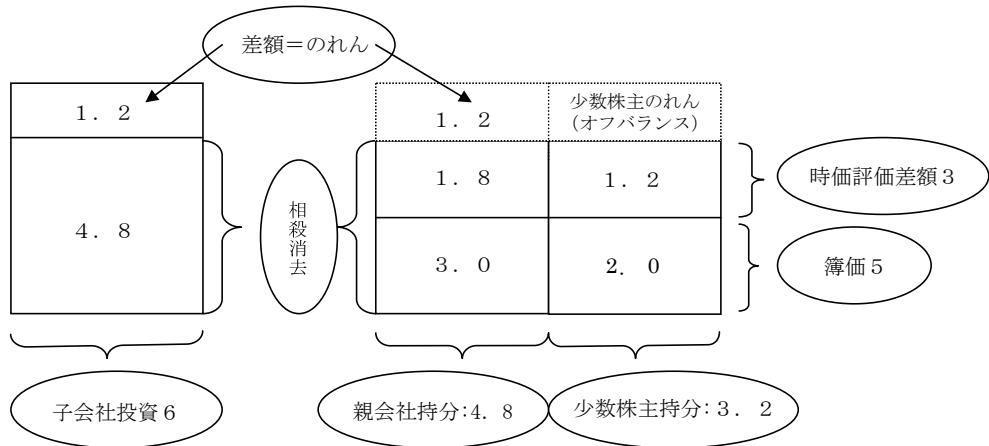 差額＝のれん
１．２
４．８
相殺消去
１．２
少数株主のれん
（オフバランス）
１．８
１．２
３．０
２．０
時価評価差額３
簿価５
子会社投資６
親会社持分:４．８
少数株主持分:３．２